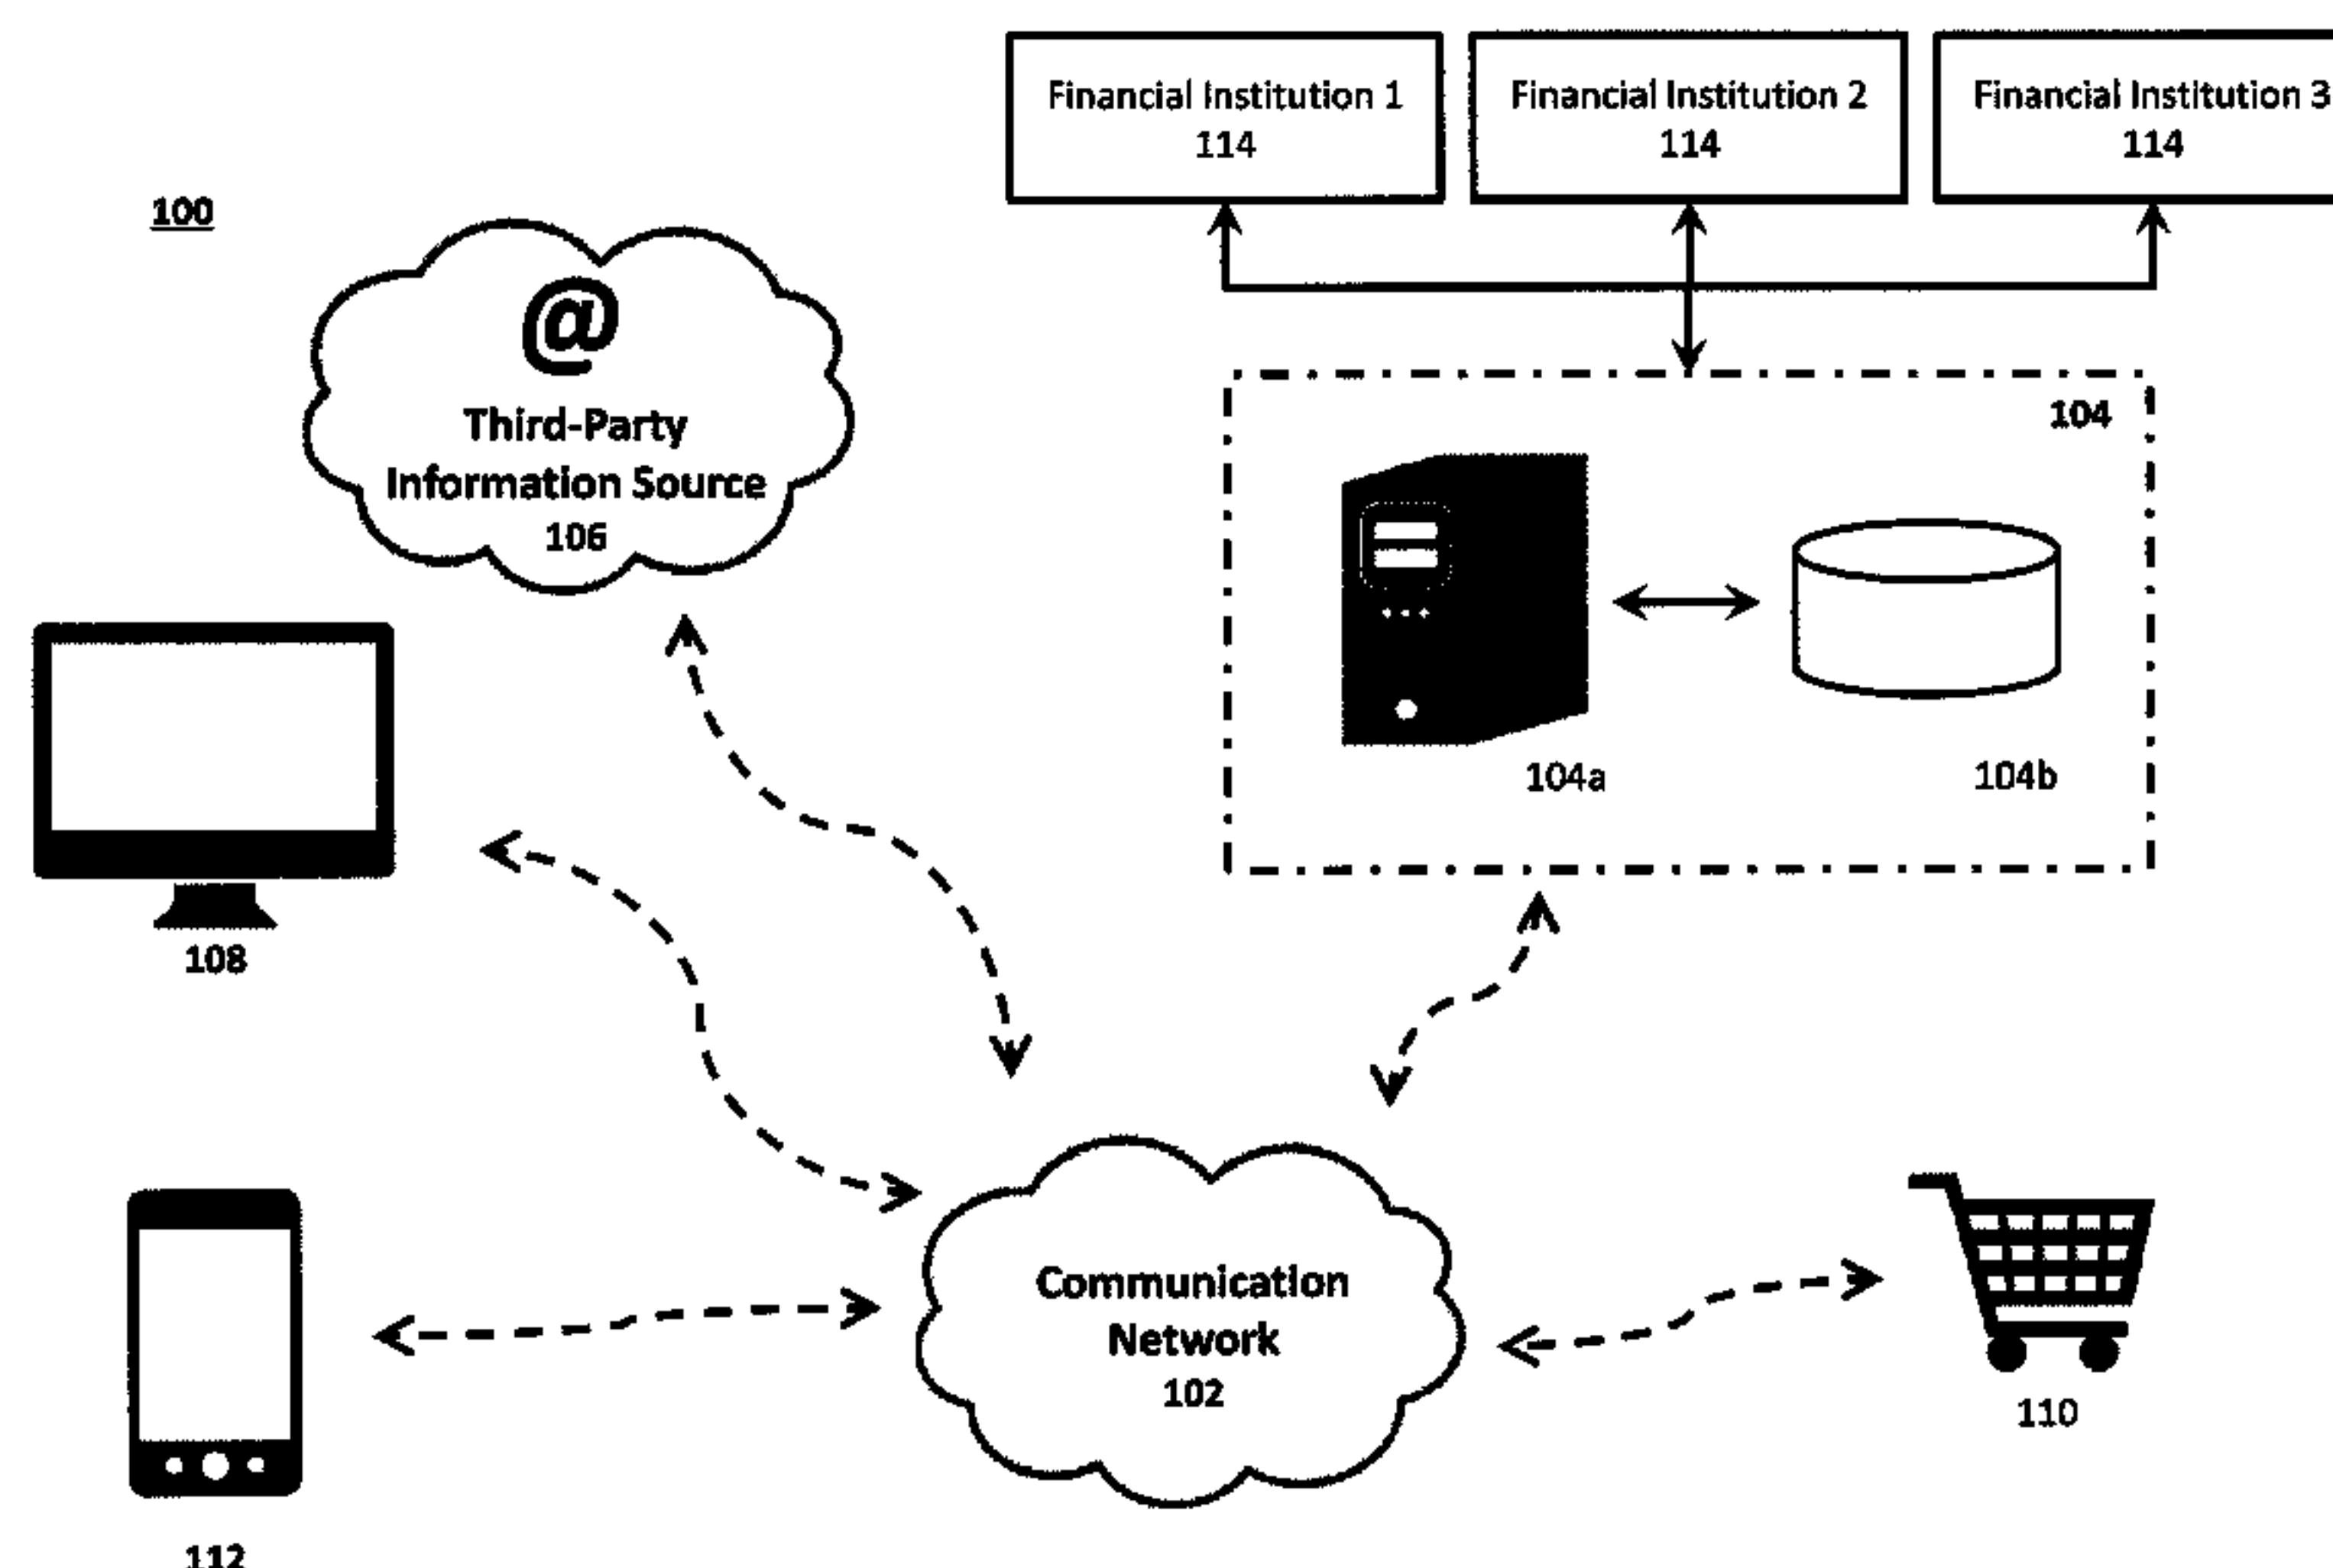 Financial Institution 1
114
Financial Institution 2
114
Financial Institution 3
114
100
@
Third-Party
Information Source
106
104
104a
104b
108
Communication
Network
102
110
112